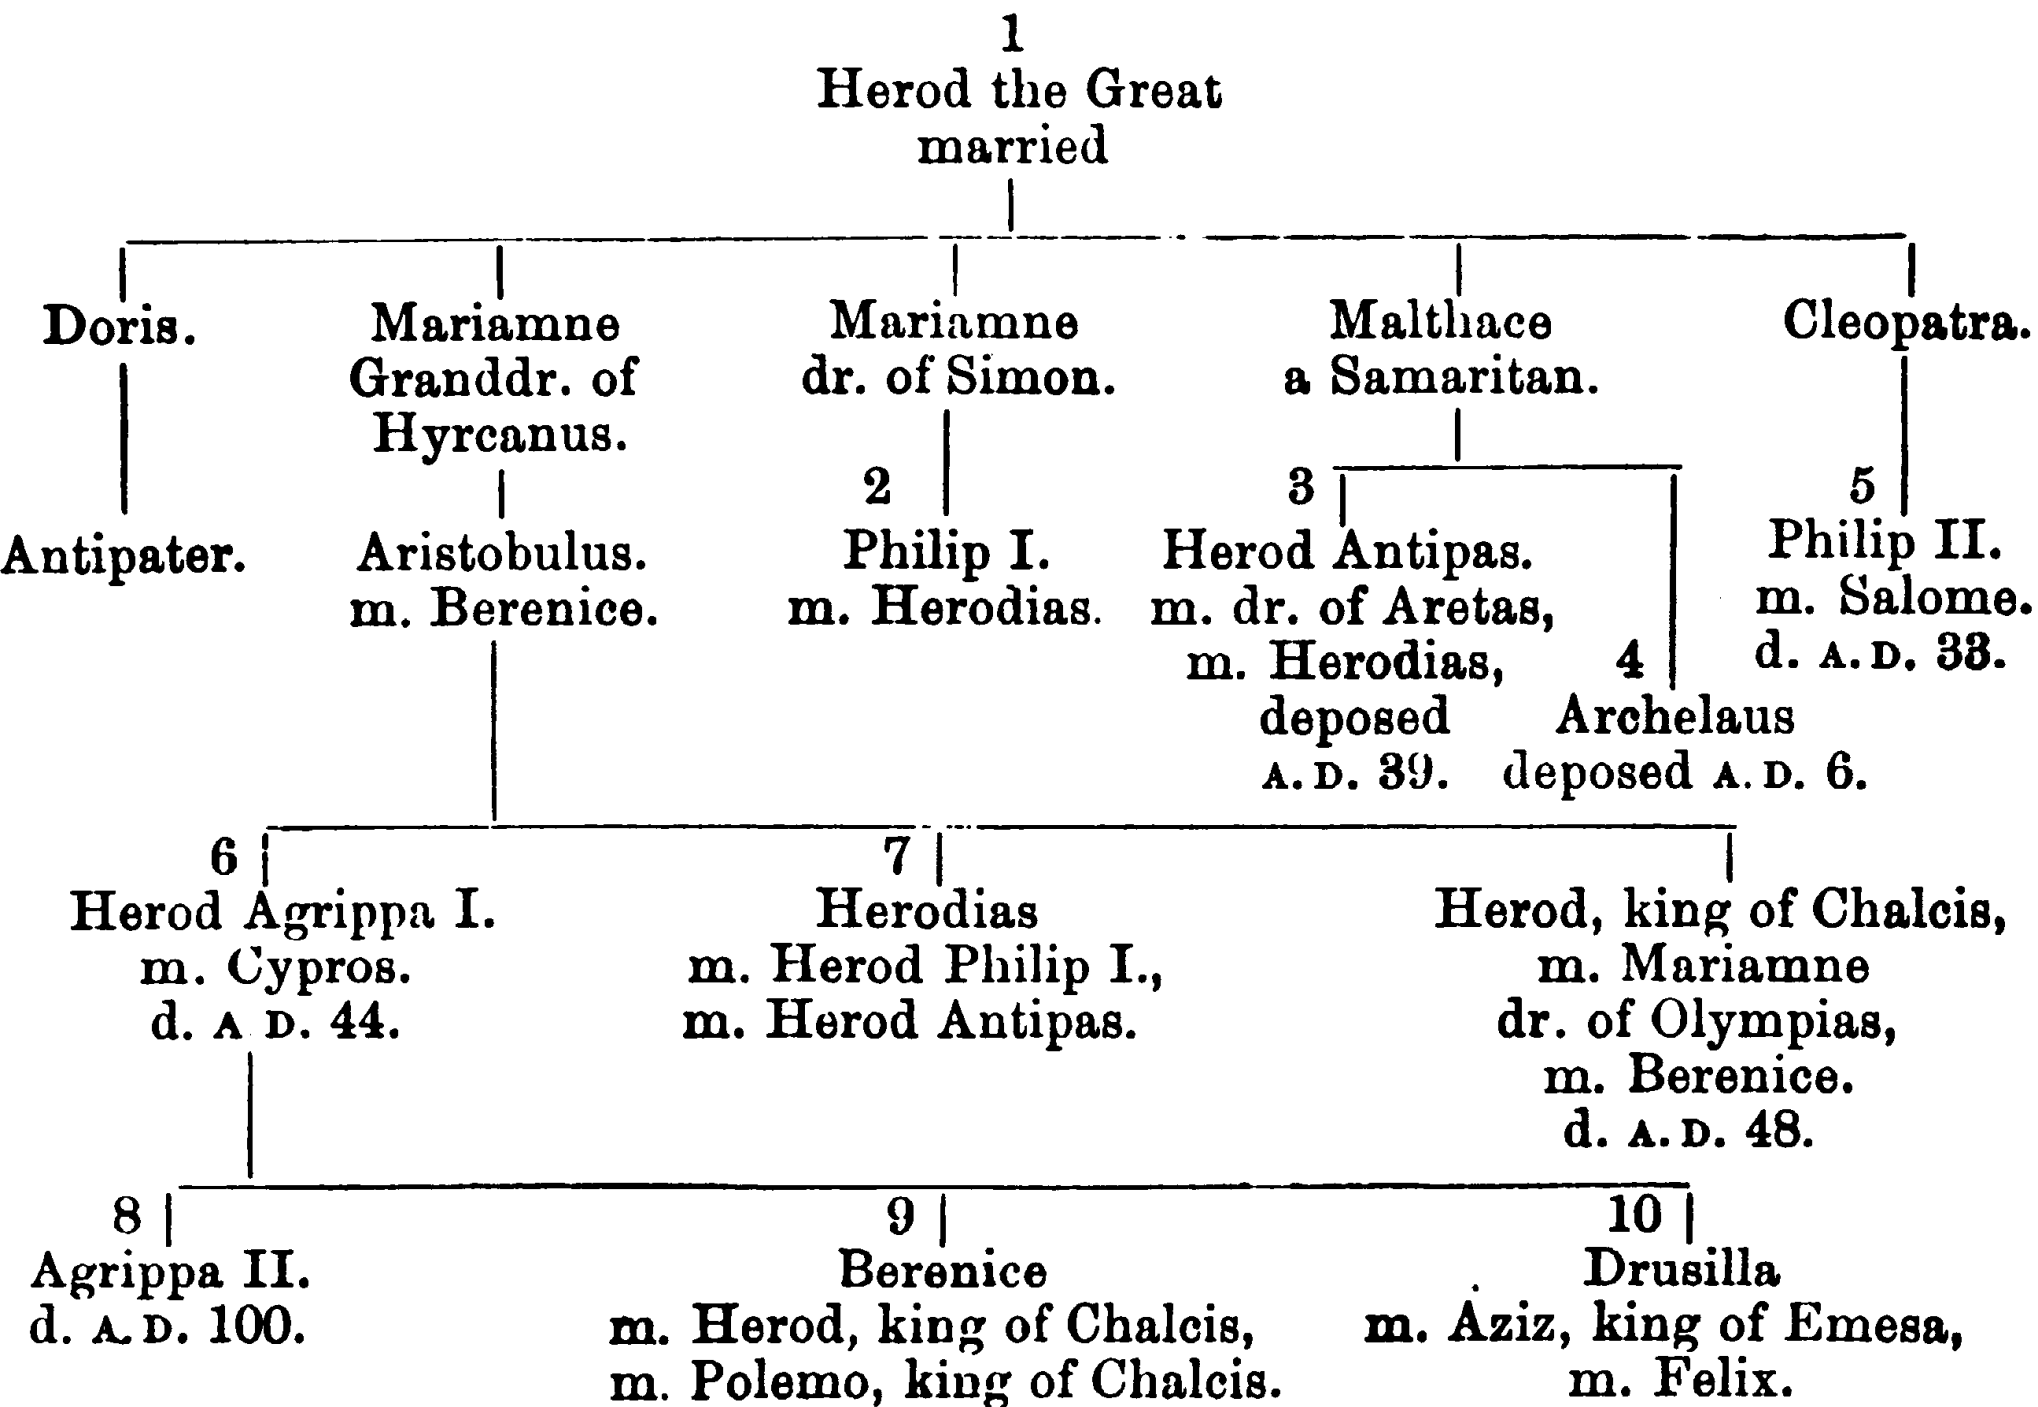 1
Herod the Great
married
Doris.
Mariamne
Granddr. of
Hyrcanus.
Mariamne
dr. of Simon.
Malthace
a Samaritan.
Cleopatra.
Antipater.
Aristobulus.
m. Berenice.
2
Philip I.
m. Herodias.
3
Herod Antipas.
m. dr. of Aretas,
m. Herodias,
deposed
A.D. 39.
4
Archelaus
deposed A.D. 6.
5
Philip II.
m. Salome.
d. A.D. 33.
6
Herod Agrippa I.
m. Cypros.
d. A D. 44.
7
Herodias
m. Herod Philip I.,
m. Herod Antipas.
Herod, king of Chalcis,
m. Mariamne
dr. of Olympias,
m. Berenice.
d. A.D. 48.
8
Agrippa II.
d. A.D. 100.
9
Berenice
m. Herod, king of Chalcis,
m. Polemo, king of Chalcis.
10
Drusilla
m. Aziz, king of Emesa,
m. Felix.